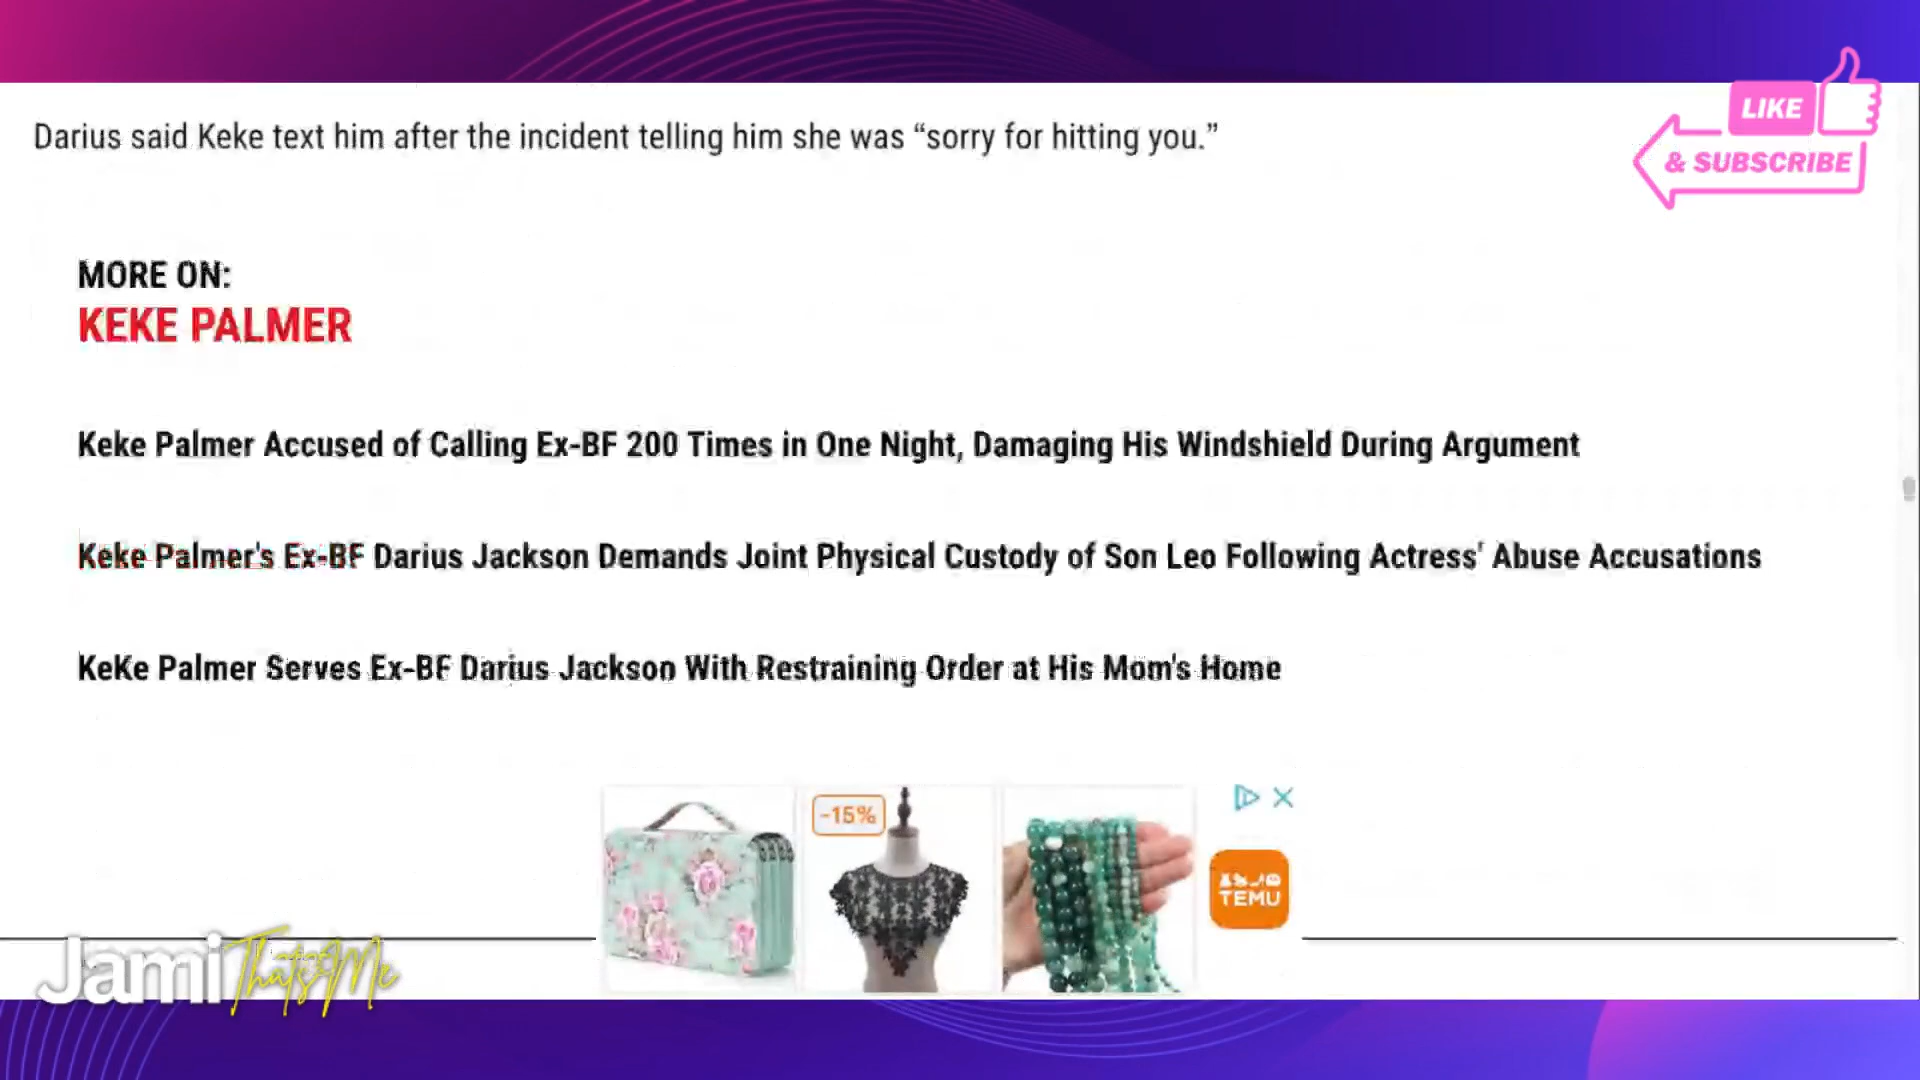 LIKE
& SUBSCRIBE
Darius said Keke text him after the incident telling him she was “sorry for hitting you.”
MORE ON:
KEKE PALMER
Keke Palmer Accused of Calling Ex-BF 200 Times in One Night, Damaging His Windshield During Argument
Keke Palmer's Ex-BF Darius Jackson Demands Joint Physical Custody of Son Leo Following Actress' Abuse Accusations
KeKe Palmer Serves Ex-BF Darius Jackson With Restraining Order at His Mom's Home
-15%
TEMU
Jami That'sMe